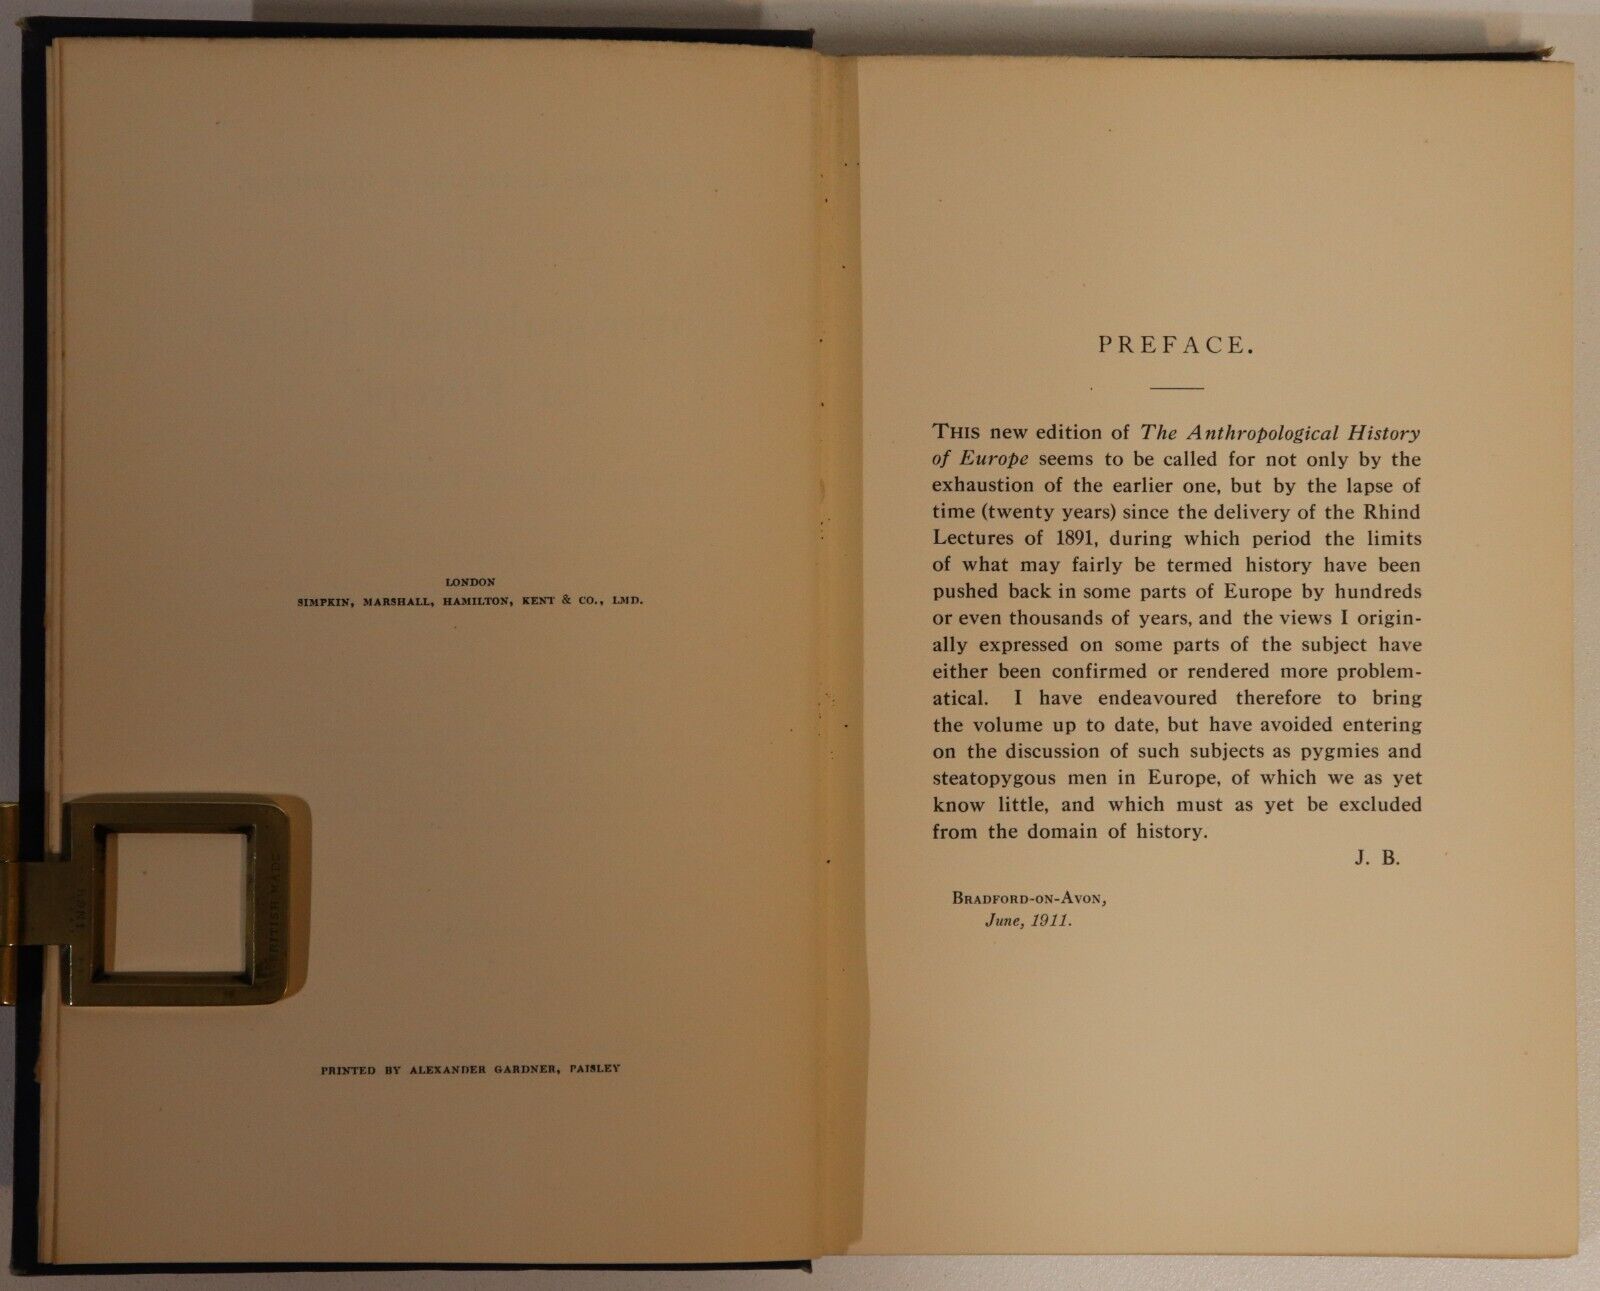 LONDON
SIMPKIN, MARSHALL, HAMILTON, KENT & CO., LMD.
PRINTED BY ALEXANDER GARDNER, PAISLEY
BRITISH MADE
PREFACE.
THIS new edition of The Anthropological History
of Europe seems to be called for not only by the
exhaustion of the earlier one, but by the lapse of
time (twenty years) since the delivery of the Rhind
Lectures of 1891, during which period the limits
of what may fairly be termed history have been
pushed back in some parts of Europe by hundreds
or even thousands of years, and the views I origin-
ally expressed on some parts of the subject have
either been confirmed or rendered more problem-
atical. I have endeavoured therefore to bring
the volume up to date, but have avoided entering
on the discussion of such subjects as pygmies and
steatopygous men in Europe, of which we as yet
know little, and which must as yet be excluded
from the domain of history.
J. B.
BRADFORD-ON-AVON,
June, 1911.